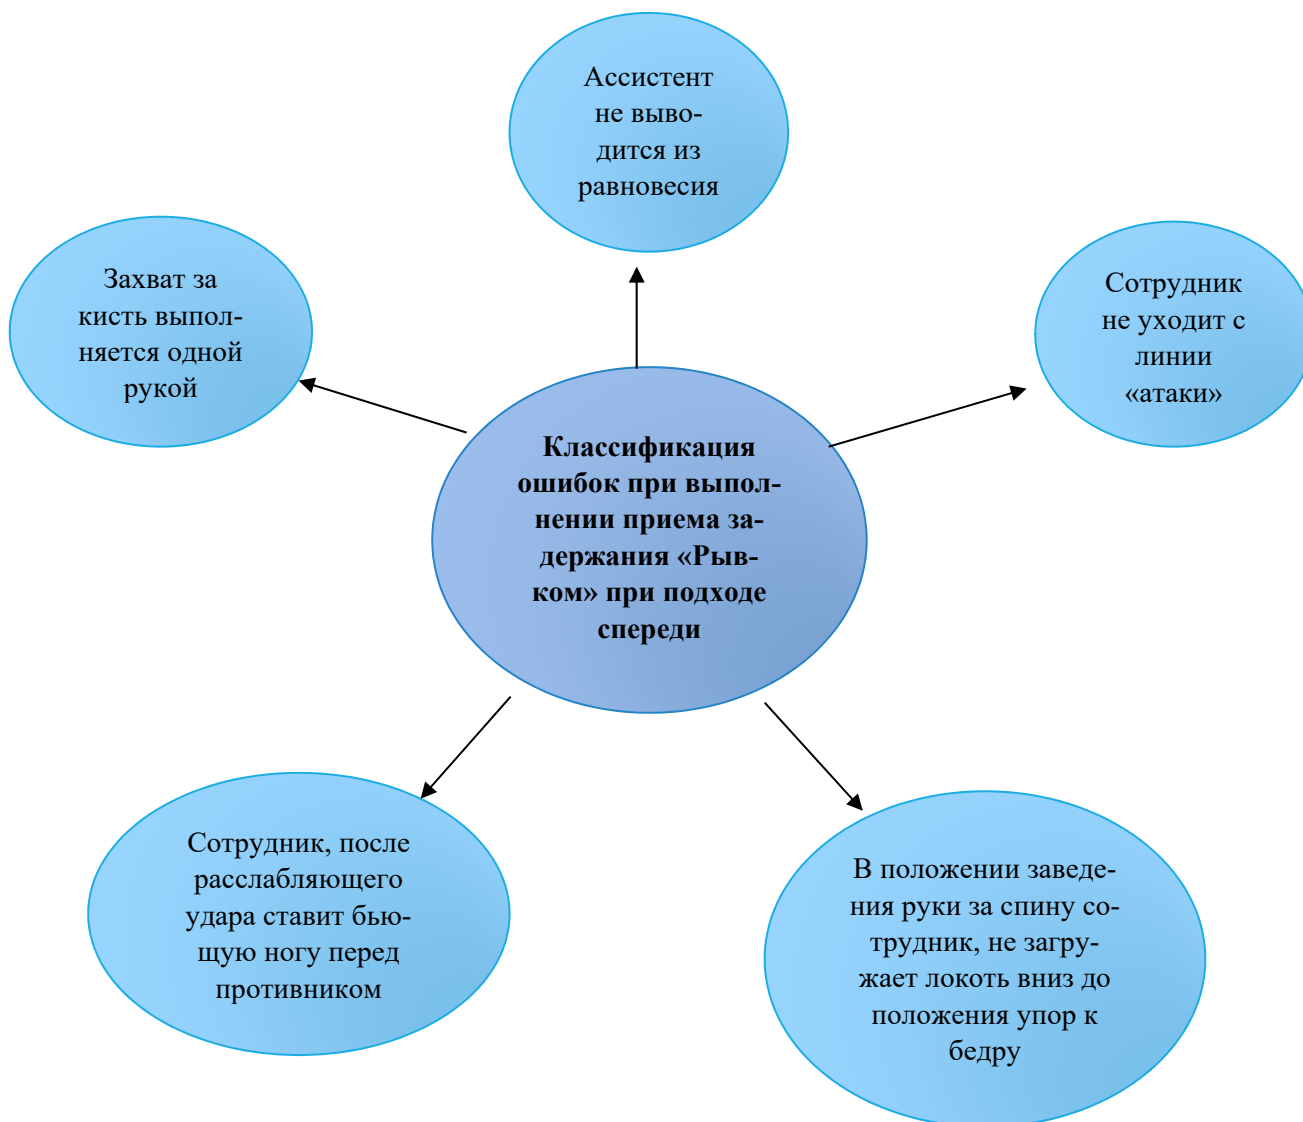 Ассистент
не выво-
дится из
равновесия
Захват за
кисть выпол-
няется одной
рукой
Сотрудник
не уходит с
линии
«атаки»
Классификация
ошибок при выпол-
нении приема за-
держания «Рыв-
ком» при подходе
спереди
Сотрудник, после
расслабляющего
удара ставит бью-
щую ногу перед
противником
В положении заведе-
ния руки за спину со-
трудник, не загру-
жает локоть вниз до
положения упор к
бедру